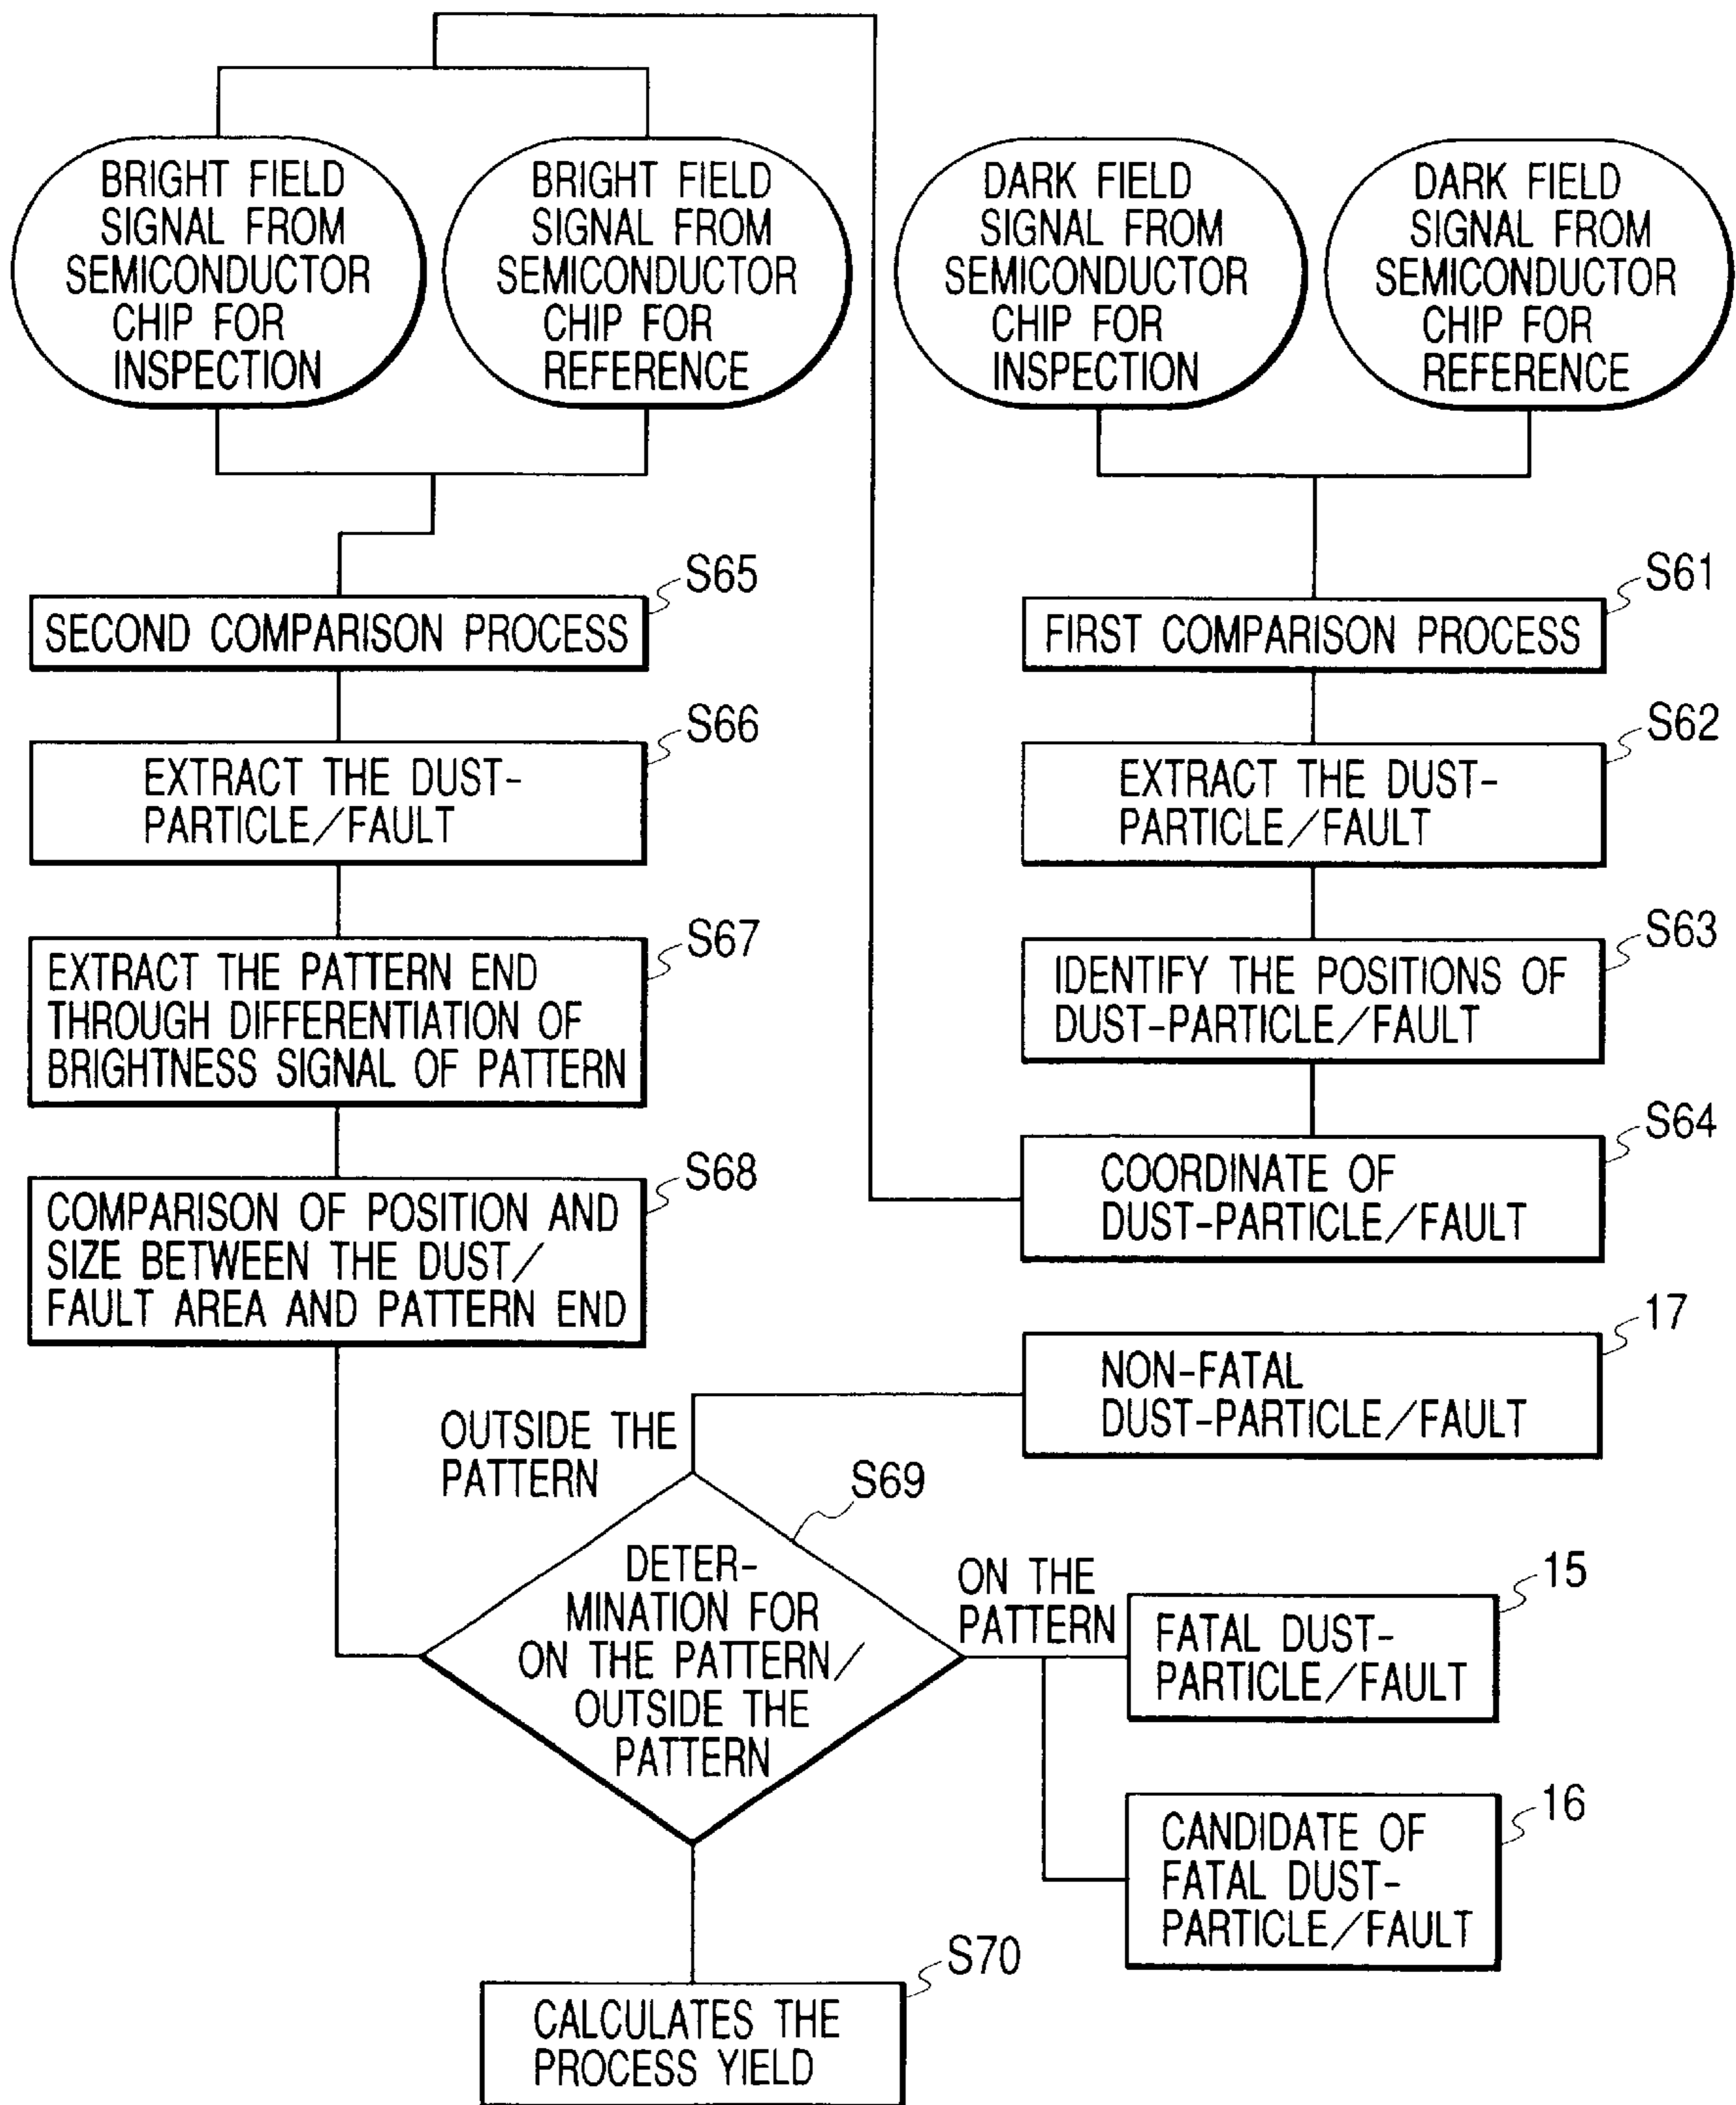 BRIGHT FIELD
SIGNAL FROM
SEMICONDUCTOR
CHIP FOR
INSPECTION
BRIGHT FIELD
SIGNAL FROM
SEMICONDUCTOR
CHIP FOR
REFERENCE
DARK FIELD
SIGNAL FROM
SEMICONDUCTOR
CHIP FOR
INSPECTION
DARK FIELD
SIGNAL FROM
SEMICONDUCTOR
CHIP FOR
REFERENCE
S65
SECOND COMPARISON PROCESS
S66
EXTRACT THE DUST-
PARTICLE/FAULT
S67
EXTRACT THE PATTERN END
THROUGH DIFFERENTIATION OF
BRIGHTNESS SIGNAL OF PATTERN
S68
COMPARISON OF POSITION AND
SIZE BETWEEN THE DUST/
FAULT AREA AND PATTERN END
S61
FIRST COMPARISON PROCESS
S62
EXTRACT THE DUST-
PARTICLE/FAULT
S63
IDENTIFY THE POSITIONS OF
DUST-PARTICLE/FAULT
S64
COORDINATE OF
DUST-PARTICLE/FAULT
17
NON-FATAL
DUST-PARTICLE/FAULT
OUTSIDE THE
PATTERN
S69
DETER-
MINATION FOR
ON THE PATTERN/
OUTSIDE THE
PATTERN
ON THE
PATTERN
15
FATAL DUST-
PARTICLE/FAULT
16
CANDIDATE OF
FATAL DUST-
PARTICLE/FAULT
S70
CALCULATES THE
PROCESS YIELD